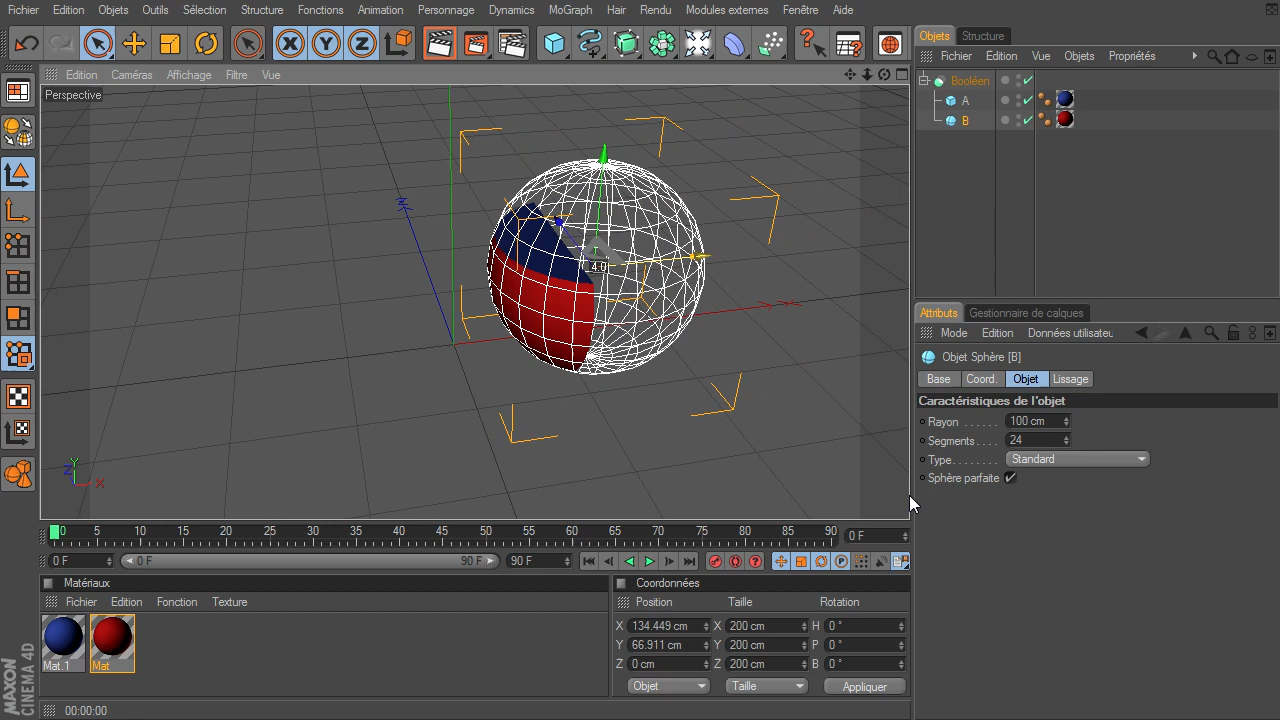 Fichier Edition Objets Outils Sélection Structure Fonctions Animation Personnage Dynamics MoGraph Hair Rendu Modules externes Fenêtre Aide
X Y Z
Objets Structure
Fichier Edition Vue Objets Propriétés
Booléen
A
B
Edition Caméras Affichage Filtre Vue
Perspective
Z
4.0
X
Y
Z
X
Attributs Gestionnaire de calques
Mode Edition Données utilisateu
Objet Sphère [B]
Base Coord. Objet Lissage
Caractéristiques de l'objet
Rayon . . . . . . 100 cm
Segments . . . . 24
Type. . . . . . . . Standard
Sphère parfaite
0 5 10 15 20 25 30 35 40 45 50 55 60 65 70 75 80 85 90 0 F
0 F 0 F 90 F 90 F
P
Matériaux
Fichier Edition Fonction Texture
Mat.1 Mat
Coordonnées
Position Taille Rotation
X 134.449 cm X 200 cm H 0 °
Y 66.911 cm Y 200 cm P 0 °
Z 0 cm Z 200 cm B 0 °
Objet Taille Appliquer
MAXON
CINEMA 4D
00:00:00